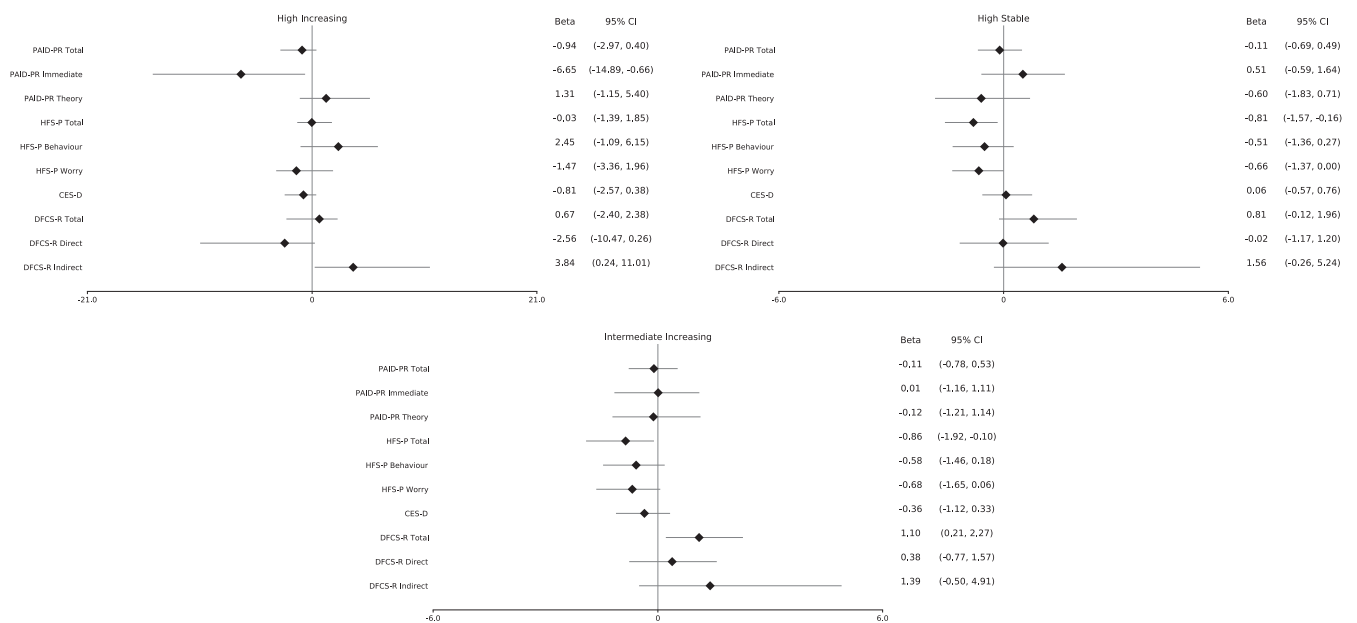 High Increasing Beta 95% CI
PAID-PR Total -0.94 (-2.97, 0.40)
PAID-PR Immediate -6.65 (-14.89, -0.66)
PAID-PR Theory 1.31 (-1.15, 5.40)
HFS-P Total -0.03 (-1.39, 1.85)
HFS-P Behaviour 2.45 (-1.09, 6.15)
HFS-P Worry -1.47 (-3.36, 1.96)
CES-D -0.81 (-2.57, 0.38)
DFCS-R Total 0.67 (-2.40, 2.38)
DFCS-R Direct -2.56 (-10.47, 0.26)
DFCS-R Indirect 3.84 (0.24, 11.01)
-21.0 0 21.0
High Stable Beta 95% CI
PAID-PR Total -0.11 (-0.69, 0.49)
PAID-PR Immediate 0.51 (-0.59, 1.64)
PAID-PR Theory -0.60 (-1.83, 0.71)
HFS-P Total -0.81 (-1.57, -0.16)
HFS-P Behaviour -0.51 (-1.36, 0.27)
HFS-P Worry -0.66 (-1.37, 0.00)
CES-D 0.06 (-0.57, 0.76)
DFCS-R Total 0.81 (-0.12, 1.96)
DFCS-R Direct -0.02 (-1.17, 1.20)
DFCS-R Indirect 1.56 (-0.26, 5.24)
-6.0 0 6.0
Intermediate Increasing Beta 95% CI
PAID-PR Total -0.11 (-0.78, 0.53)
PAID-PR Immediate 0.01 (-1.16, 1.11)
PAID-PR Theory -0.12 (-1.21, 1.14)
HFS-P Total -0.86 (-1.92, -0.10)
HFS-P Behaviour -0.58 (-1.46, 0.18)
HFS-P Worry -0.68 (-1.65, 0.06)
CES-D -0.36 (-1.12, 0.33)
DFCS-R Total 1.10 (0.21, 2.27)
DFCS-R Direct 0.38 (-0.77, 1.57)
DFCS-R Indirect 1.39 (-0.50, 4.91)
-6.0 0 6.0